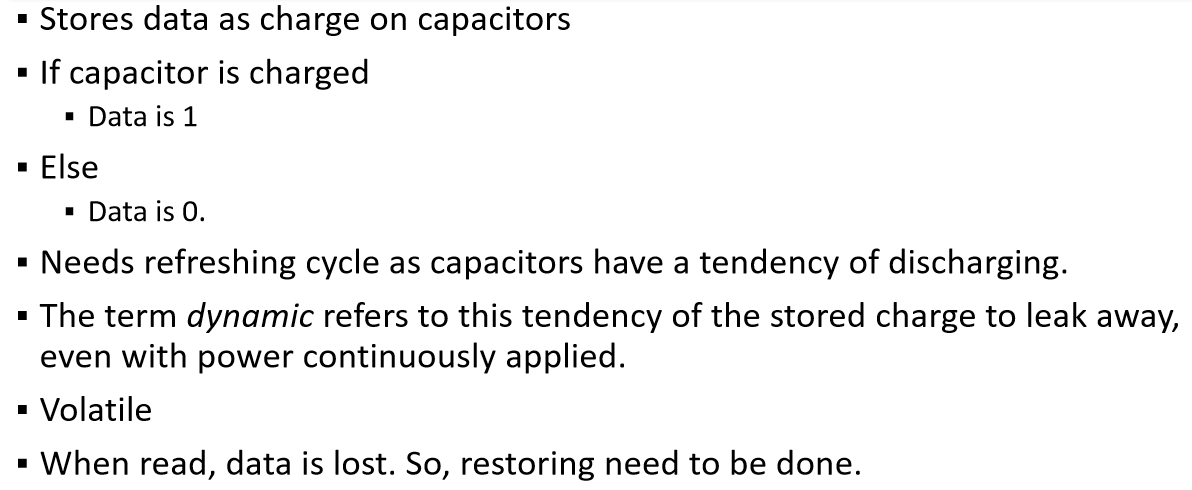 ▪ Stores data as charge on capacitors
▪ If capacitor is charged
▪ Data is 1
▪ Else
▪ Data is 0.
▪ Needs refreshing cycle as capacitors have a tendency of discharging.
▪ The term dynamic refers to this tendency of the stored charge to leak away,
even with power continuously applied.
▪ Volatile
▪ When read, data is lost. So, restoring need to be done.